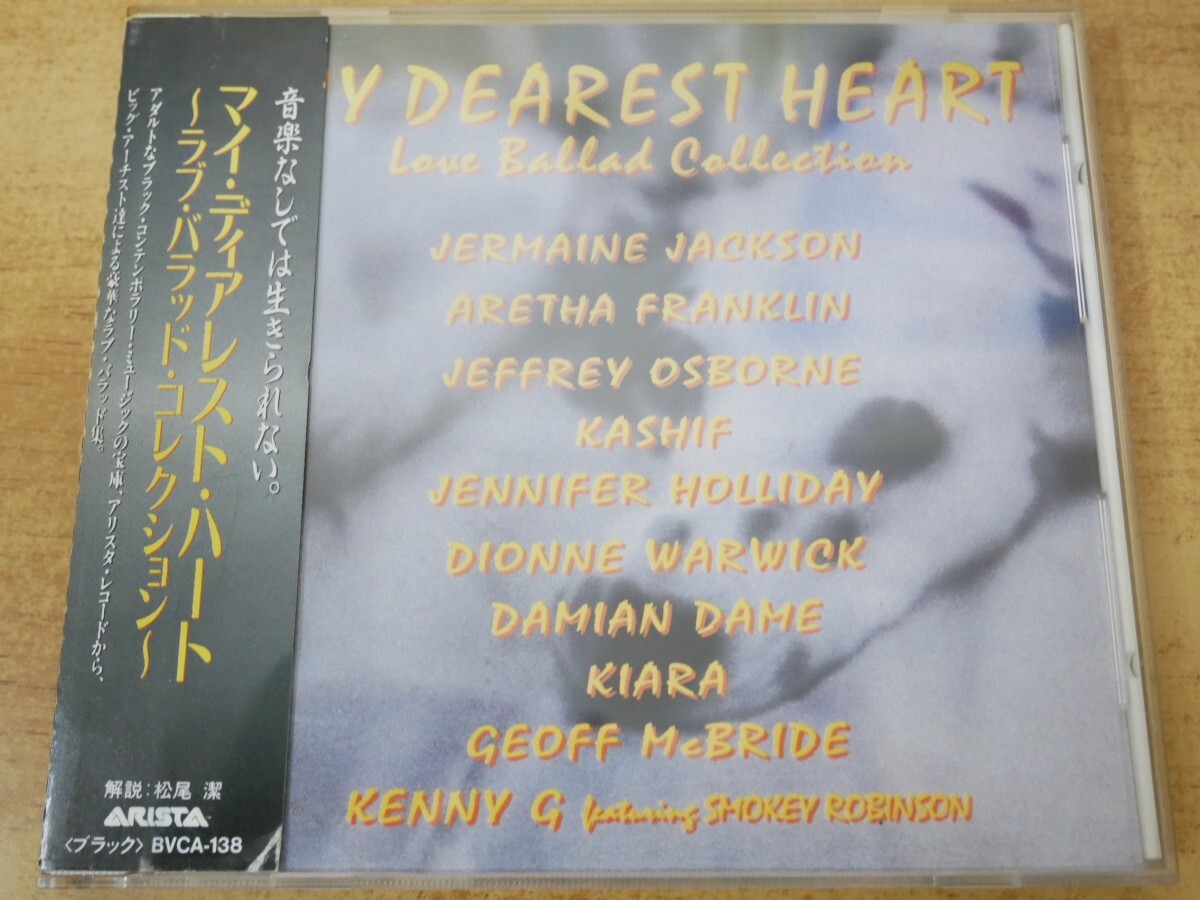 音楽なしでは生きられない。
マイ・ディアレスト・ハート
〜ラブ・バラッド・コレクション〜
アダルトなブラック・コンテンポラリー・ミュージックの宝庫、アリスタ・レコードから、
ビッグ・アーチスト達による豪華なラブ・バラッド集。
解説:松尾 潔
ARISTA
〈ブラック〉 BVCA-138
Y DEAREST HEART
Love Ballad Collection
JERMAINE JACKSON
ARETHA FRANKLIN
JEFFREY OSBORNE
KASHIF
JENNIFER HOLLIDAY
DIONNE WARWICK
DAMIAN DAME
KIARA
GEOFF McBRIDE
KENNY G featuring SMOKEY ROBINSON